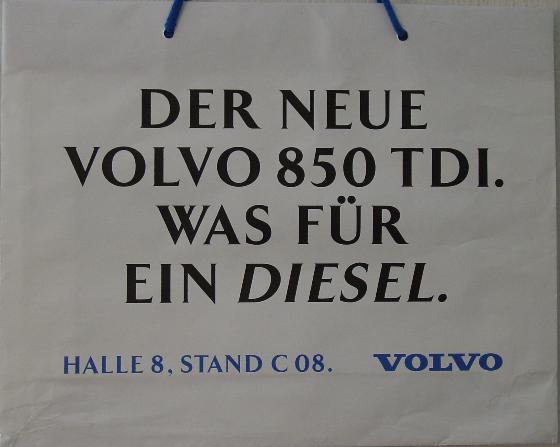 DER NEUE
VOLVO 850 TDI.
WAS FÜR
EIN DIESEL.
HALLE 8, STAND C 08. VOLVO